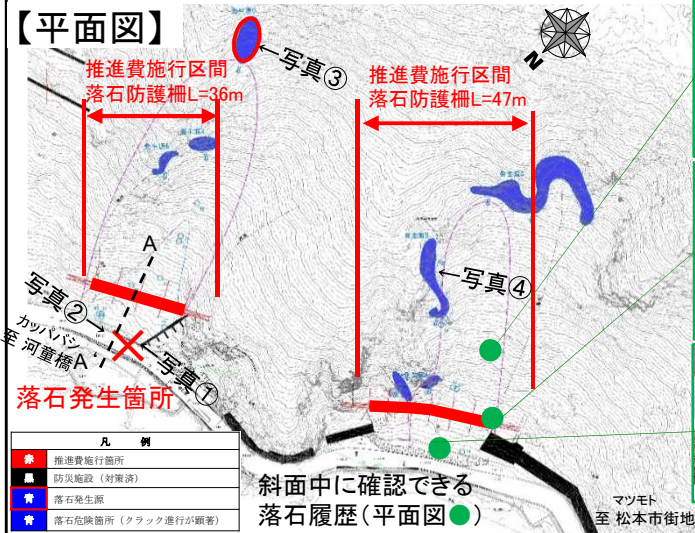 【平面図】
推進費施行区間
落石防護柵L=36m
写真③
推進費施行区間
落石防護柵L=47m
N
A
写真②
写真④
カッパバシ
至 河童橋
A'
写真①
落石発生箇所
凡 例
赤 推進費施行箇所
黒 防災施設（対策済）
青 落石発生源
青 落石危険箇所（クラック進行が顕著）
斜面中に確認できる
落石履歴(平面図●)
マツモト
至 松本市街地